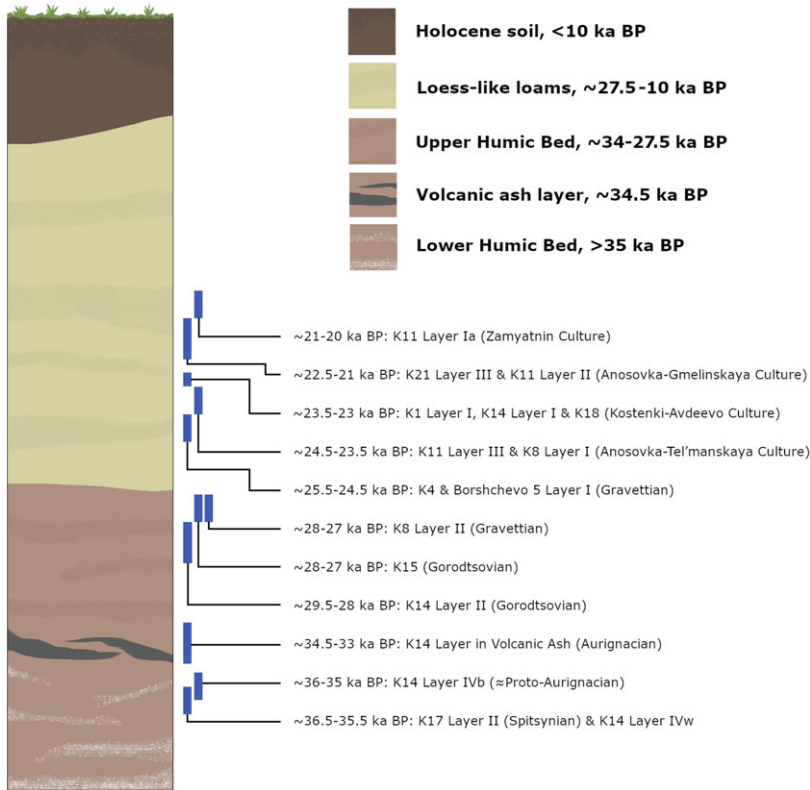 Holocene soil, <10 ka BP
Loess-like loams, ~27.5-10 ka BP
Upper Humic Bed, ~34-27.5 ka BP
Volcanic ash layer, ~34.5 ka BP
Lower Humic Bed, >35 ka BP
~21-20 ka BP: K11 Layer Ia (Zamyatnin Culture)
~22.5-21 ka BP: K21 Layer III & K11 Layer II (Anosovka-Gmelinskaya Culture)
~23.5-23 ka BP: K1 Layer I, K14 Layer I & K18 (Kostenki-Avdeevo Culture)
~24.5-23.5 ka BP: K11 Layer III & K8 Layer I (Anosovka-Tel’manskaya Culture)
~25.5-24.5 ka BP: K4 & Borshchevo 5 Layer I (Gravettian)
~28-27 ka BP: K8 Layer II (Gravettian)
~28-27 ka BP: K15 (Gorodtsovian)
~29.5-28 ka BP: K14 Layer II (Gorodtsovian)
~34.5-33 ka BP: K14 Layer in Volcanic Ash (Aurignacian)
~36-35 ka BP: K14 Layer IVb (≈Proto-Aurignacian)
~36.5-35.5 ka BP: K17 Layer II (Spitsynian) & K14 Layer IVw